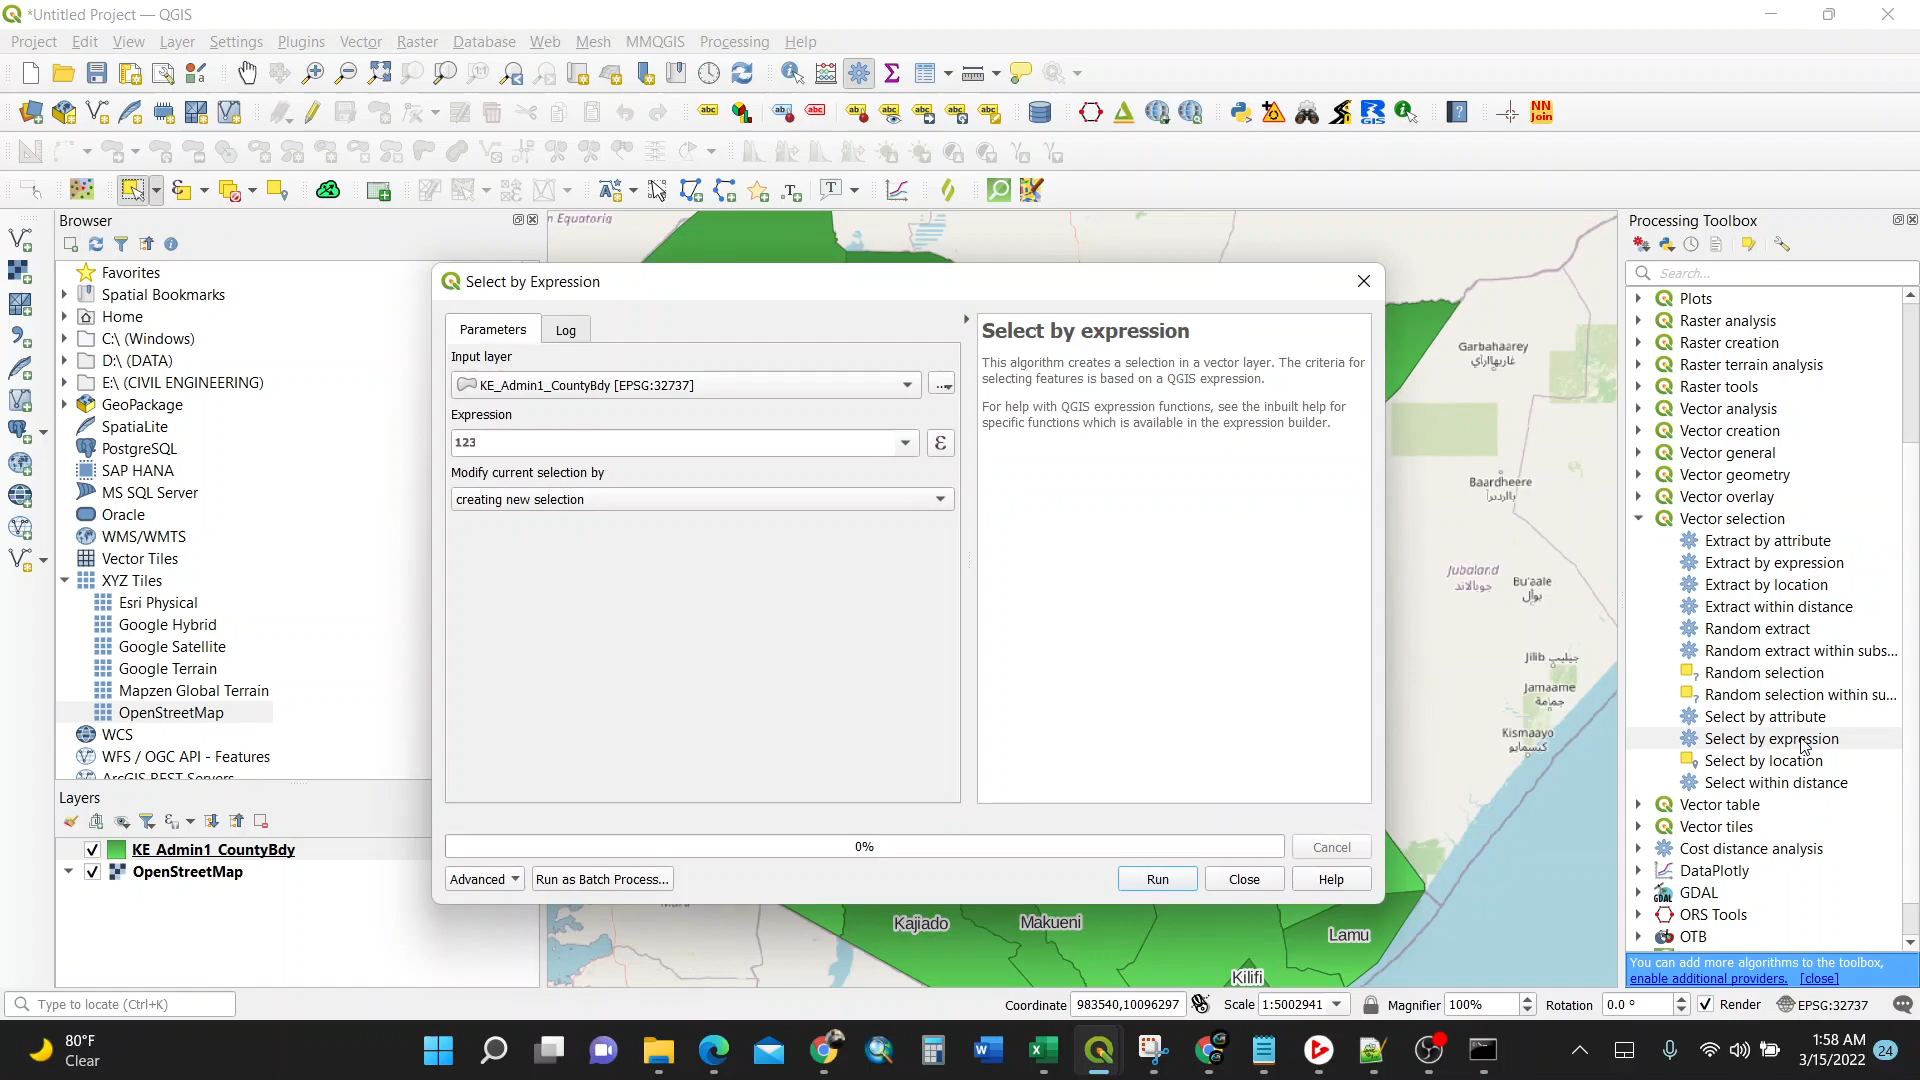 *Untitled Project — QGIS
Project Edit View Layer Settings Plugins Vector Raster Database Web Mesh MMQGIS Processing Help
NN
Join
Browser
Favorites
Spatial Bookmarks
Home
C:\ (Windows)
D:\ (DATA)
E:\ (CIVIL ENGINEERING)
GeoPackage
SpatiaLite
PostgreSQL
SAP HANA
MS SQL Server
Oracle
WMS/WMTS
Vector Tiles
XYZ Tiles
Esri Physical
Google Hybrid
Google Satellite
Google Terrain
Mapzen Global Terrain
OpenStreetMap
WCS
WFS / OGC API - Features
ArcGIS REST Servers
Layers
KE_Admin1_CountyBdy
OpenStreetMap
n Equatoria
Select by Expression
Parameters Log
Input layer
KE_Admin1_CountyBdy [EPSG:32737]
...
Expression
123
ε
Modify current selection by
creating new selection
Select by expression
This algorithm creates a selection in a vector layer. The criteria for
selecting features is based on a QGIS expression.
For help with QGIS expression functions, see the inbuilt help for
specific functions which is available in the expression builder.
0%
Cancel
Advanced Run as Batch Process... Run Close Help
Garbahaarey
Baardheere
Jubaland
جوبالاند
Bu'aale
Jilib
Jamaame
جمامة
Kismaayo
كيسمايو
Kajiado
Makueni
Lamu
Kilifi
Processing Toolbox
Search...
Plots
Raster analysis
Raster creation
Raster terrain analysis
Raster tools
Vector analysis
Vector creation
Vector general
Vector geometry
Vector overlay
Vector selection
Extract by attribute
Extract by expression
Extract by location
Extract within distance
Random extract
Random extract within subs...
Random selection
Random selection within su...
Select by attribute
Select by expression
Select by location
Select within distance
Vector table
Vector tiles
Cost distance analysis
DataPlotly
GDAL
ORS Tools
OTB
You can add more algorithms to the toolbox,
enable additional providers. [close]
Type to locate (Ctrl+K) Coordinate 983540,10096297 Scale 1:5002941 Magnifier 100% Rotation 0.0 ° Render EPSG:32737
80°F
Clear
1:58 AM
3/15/2022
24